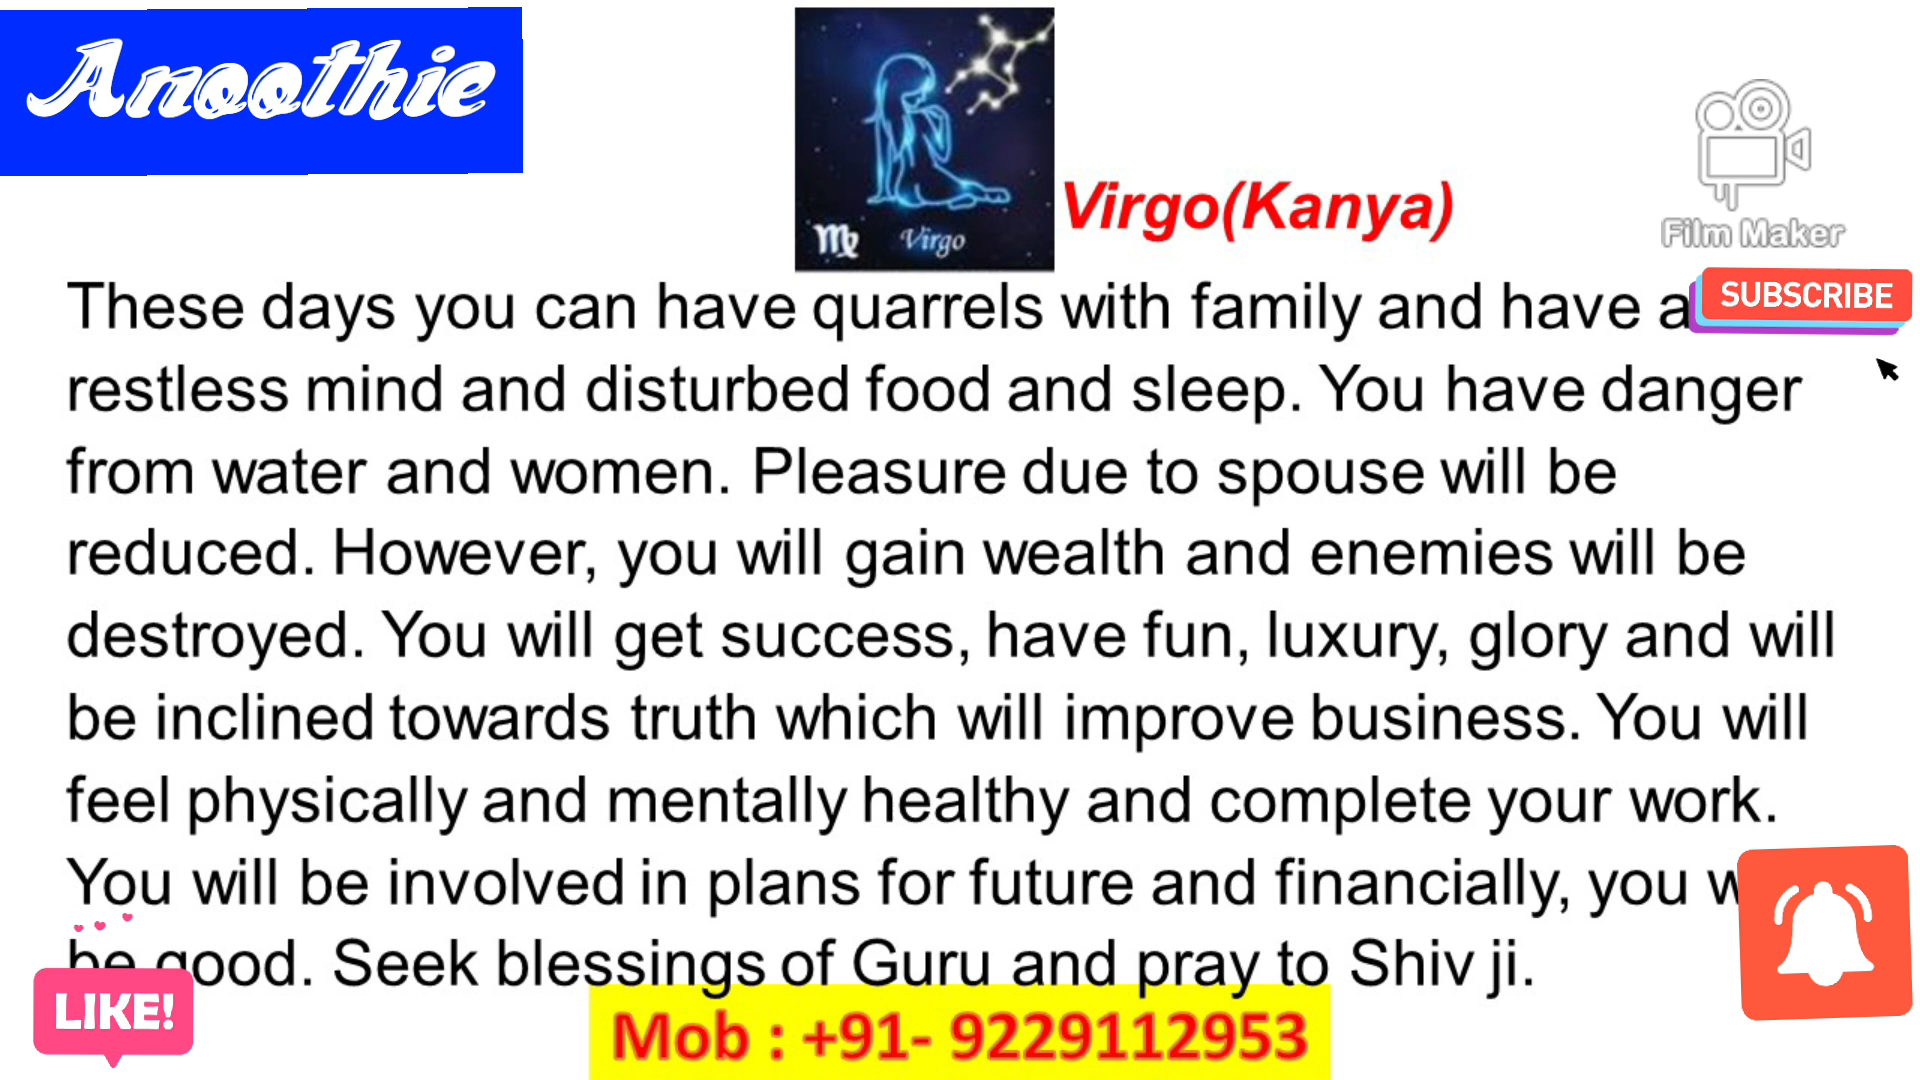 Anoothie
Virgo
Virgo(Kanya)
Film Maker
SUBSCRIBE
These days you can have quarrels with family and have a
restless mind and disturbed food and sleep. You have danger
from water and women. Pleasure due to spouse will be
reduced. However, you will gain wealth and enemies will be
destroyed. You will get success, have fun, luxury, glory and will
be inclined towards truth which will improve business. You will
feel physically and mentally healthy and complete your work.
You will be involved in plans for future and financially, you
be good. Seek blessings of Guru and pray to Shiv ji.
LIKE!
Mob : +91- 9229112953